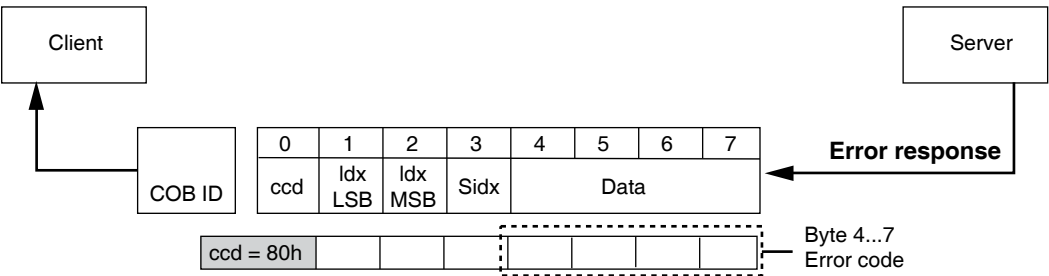 Client
Server
0 1 2 3 4 5 6 7
Error response
COB ID
ccd
Idx
LSB
Idx
MSB
Sidx
Data
ccd = 80h
Byte 4...7
Error code